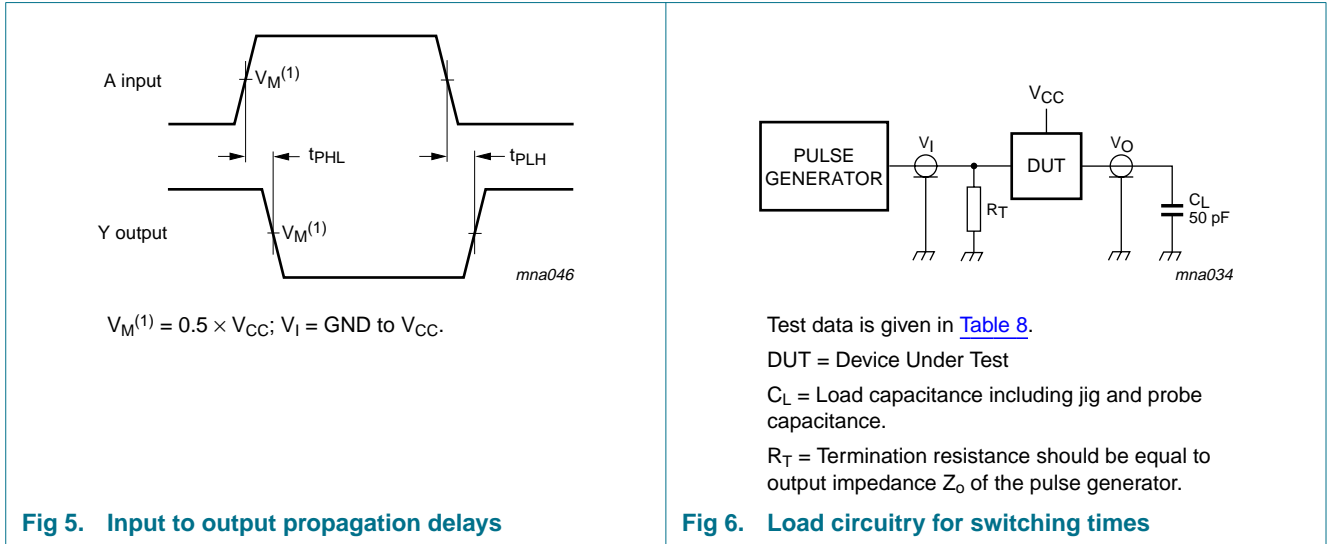 A input
V_M^(1)
t_PHL
t_PLH
Y output
V_M^(1)
mna046
V_M^(1) = 0.5 × V_CC; V_I = GND to V_CC.
Fig 5. Input to output propagation delays
V_CC
PULSE
GENERATOR
V_I
DUT
V_O
R_T
C_L
50 pF
mna034
Test data is given in Table 8.
DUT = Device Under Test
C_L = Load capacitance including jig and probe
capacitance.
R_T = Termination resistance should be equal to
output impedance Z_o of the pulse generator.
Fig 6. Load circuitry for switching times